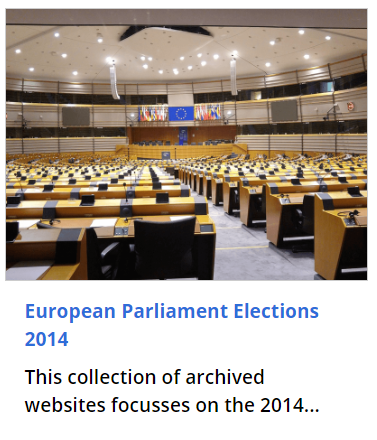 European Parliament Elections
2014
This collection of archived
websites focusses on the 2014...